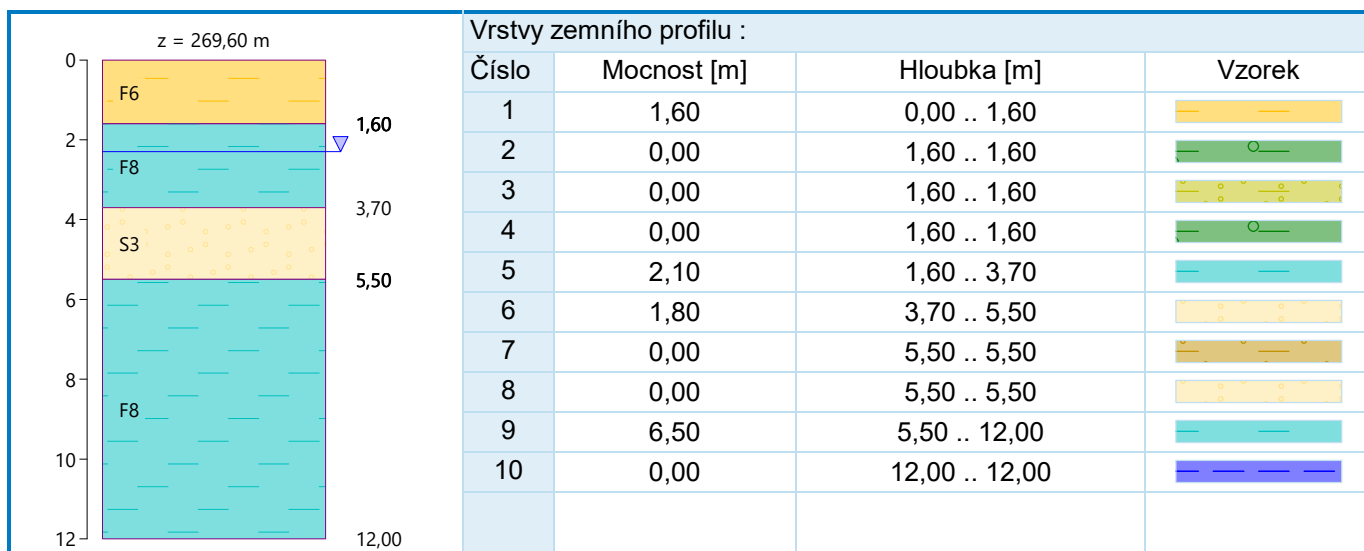 z = 269,60 m
0
F6
1,60
2
F8
3,70
4
S3
5,50
6
8
F8
10
12
12,00
Vrstvy zemního profilu :
Číslo Mocnost [m] Hloubka [m] Vzorek
1 1,60 0,00 .. 1,60
2 0,00 1,60 .. 1,60
3 0,00 1,60 .. 1,60
4 0,00 1,60 .. 1,60
5 2,10 1,60 .. 3,70
6 1,80 3,70 .. 5,50
7 0,00 5,50 .. 5,50
8 0,00 5,50 .. 5,50
9 6,50 5,50 .. 12,00
10 0,00 12,00 .. 12,00